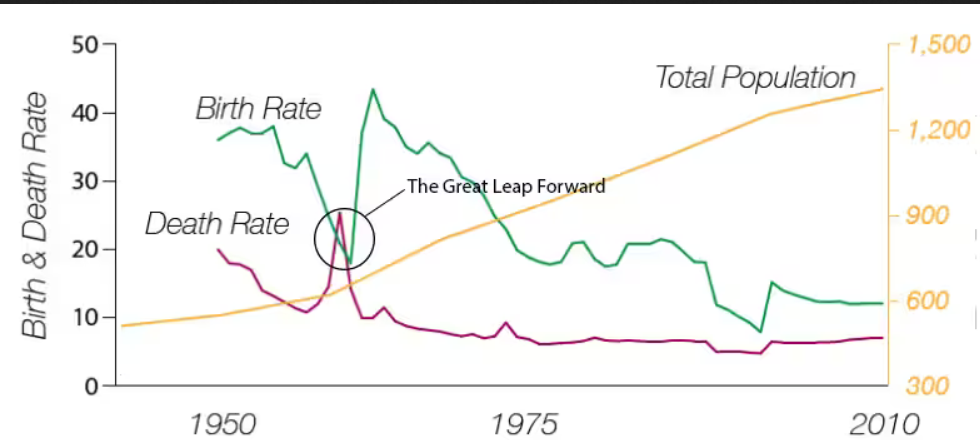 50
40
30
20
10
0
Birth & Death Rate
Birth Rate
Death Rate
The Great Leap Forward
Total Population
1,500
1,200
900
600
300
1950
1975
2010